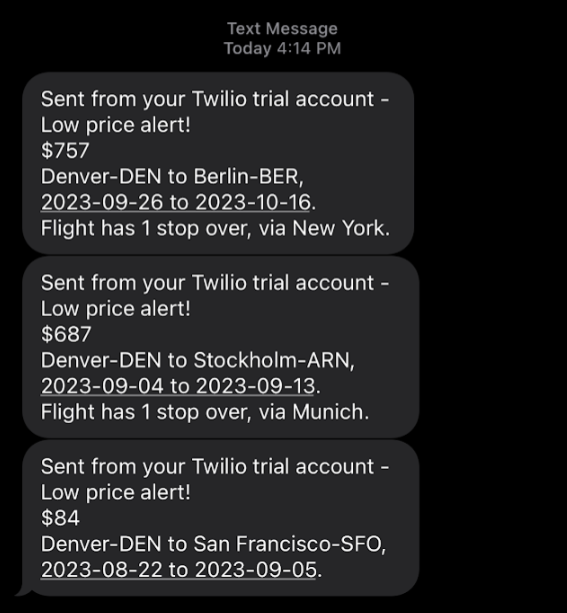 Text Message
Today 4:14 PM
Sent from your Twilio trial account -
Low price alert!
$757
Denver-DEN to Berlin-BER,
2023-09-26 to 2023-10-16.
Flight has 1 stop over, via New York.
Sent from your Twilio trial account -
Low price alert!
$687
Denver-DEN to Stockholm-ARN,
2023-09-04 to 2023-09-13.
Flight has 1 stop over, via Munich.
Sent from your Twilio trial account -
Low price alert!
$84
Denver-DEN to San Francisco-SFO,
2023-08-22 to 2023-09-05.